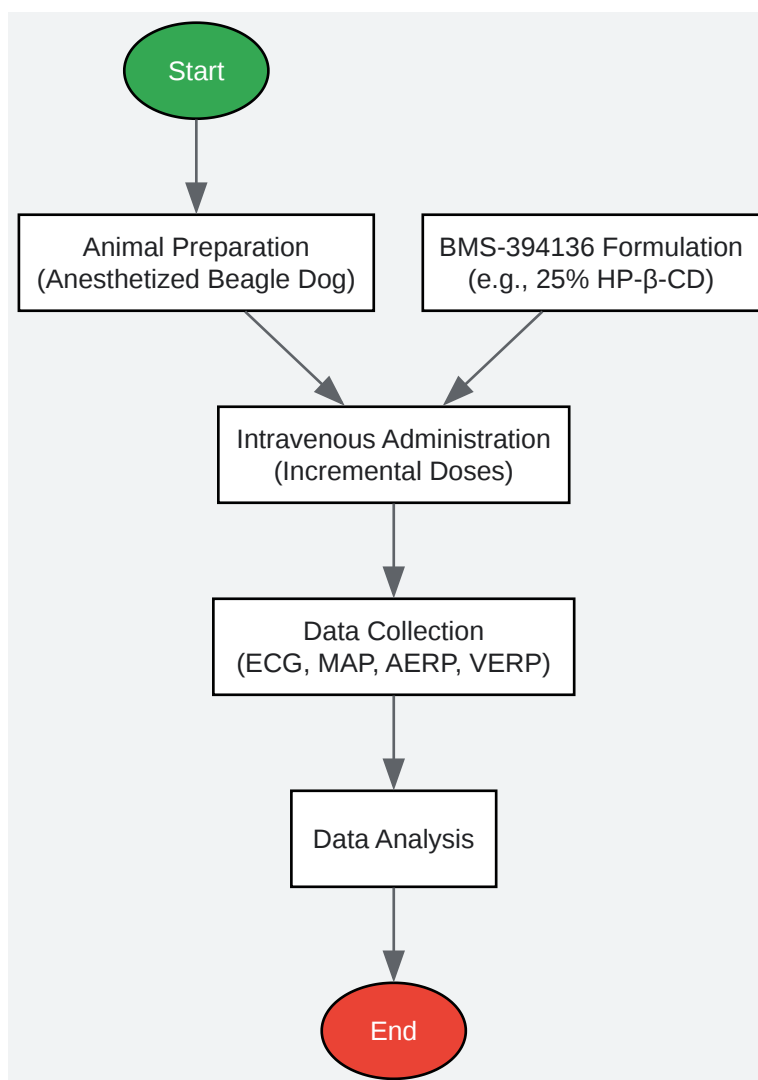 Start
Animal Preparation
(Anesthetized Beagle Dog)
BMS-394136 Formulation
(e.g., 25% HP-β-CD)
Intravenous Administration
(Incremental Doses)
Data Collection
(ECG, MAP, AERP, VERP)
Data Analysis
End